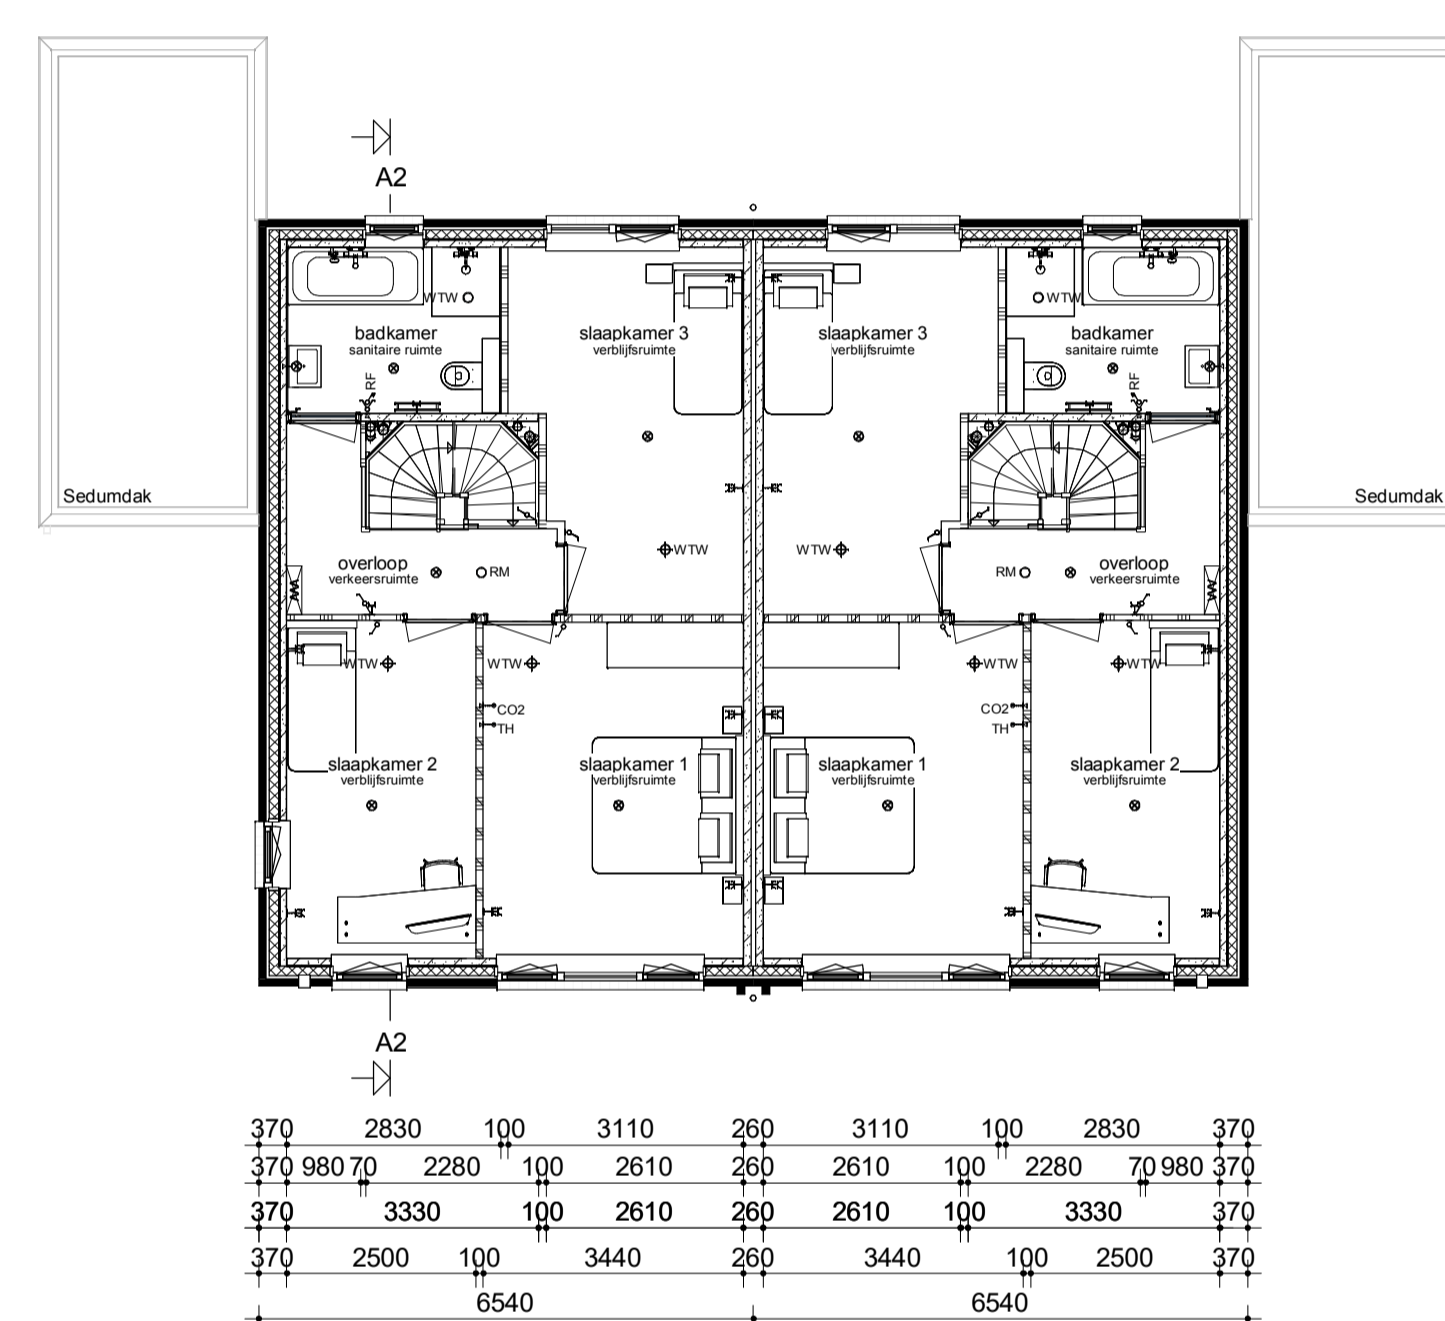 A2
WTW
WTW
badkamer
sanitaire ruimte
slaapkamer 3
verblijfsruimte
slaapkamer 3
verblijfsruimte
badkamer
sanitaire ruimte
RF
RF
Sedumdak
Sedumdak
WTW
WTW
overloop
verkeersruimte
RM
RM
overloop
verkeersruimte
WTW
WTW
WTW
WTW
CO2
TH
CO2
TH
slaapkamer 2
verblijfsruimte
slaapkamer 1
verblijfsruimte
slaapkamer 1
verblijfsruimte
slaapkamer 2
verblijfsruimte
A2
370 2830 100 3110 260 3110 100 2830 370
370 980 70 2280 100 2610 260 2610 100 2280 70 980 370
370 3330 100 2610 260 2610 100 3330 370
370 2500 100 3440 260 3440 100 2500 370
6540 6540